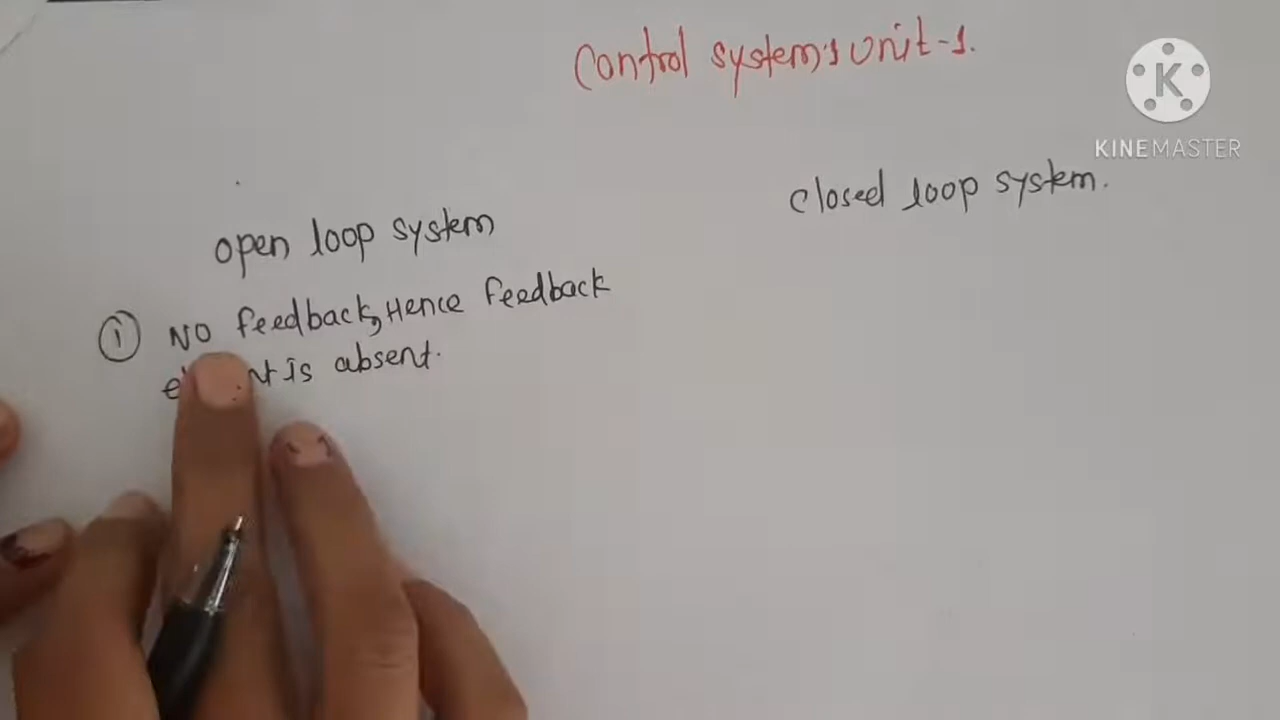 Control systems Unit-1.
KINEMASTER
closed loop system.
open loop system
① NO feedback, Hence feedback
is absent.